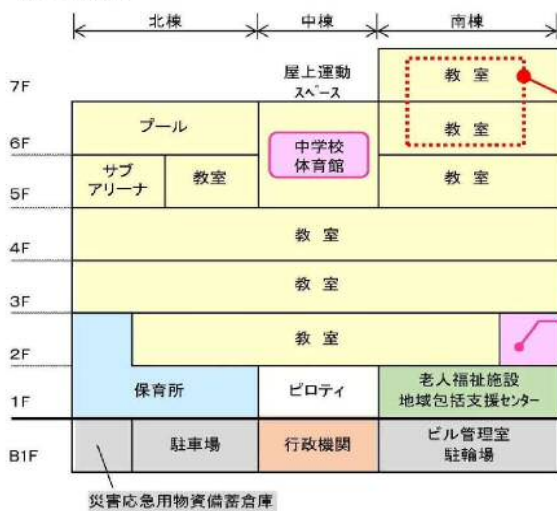 北棟 中棟 南棟
7F
屋上運動
スペース
教室
6F
プール
中学校
体育館
教室
5F
サブ
アリーナ
教室
教室
4F
教室
3F
教室
2F
教室
1F
保育所
ピロティ
老人福祉施設
地域包括支援センター
B1F
駐車場
行政機関
ビル管理室
駐輪場
災害応急用物資備蓄倉庫